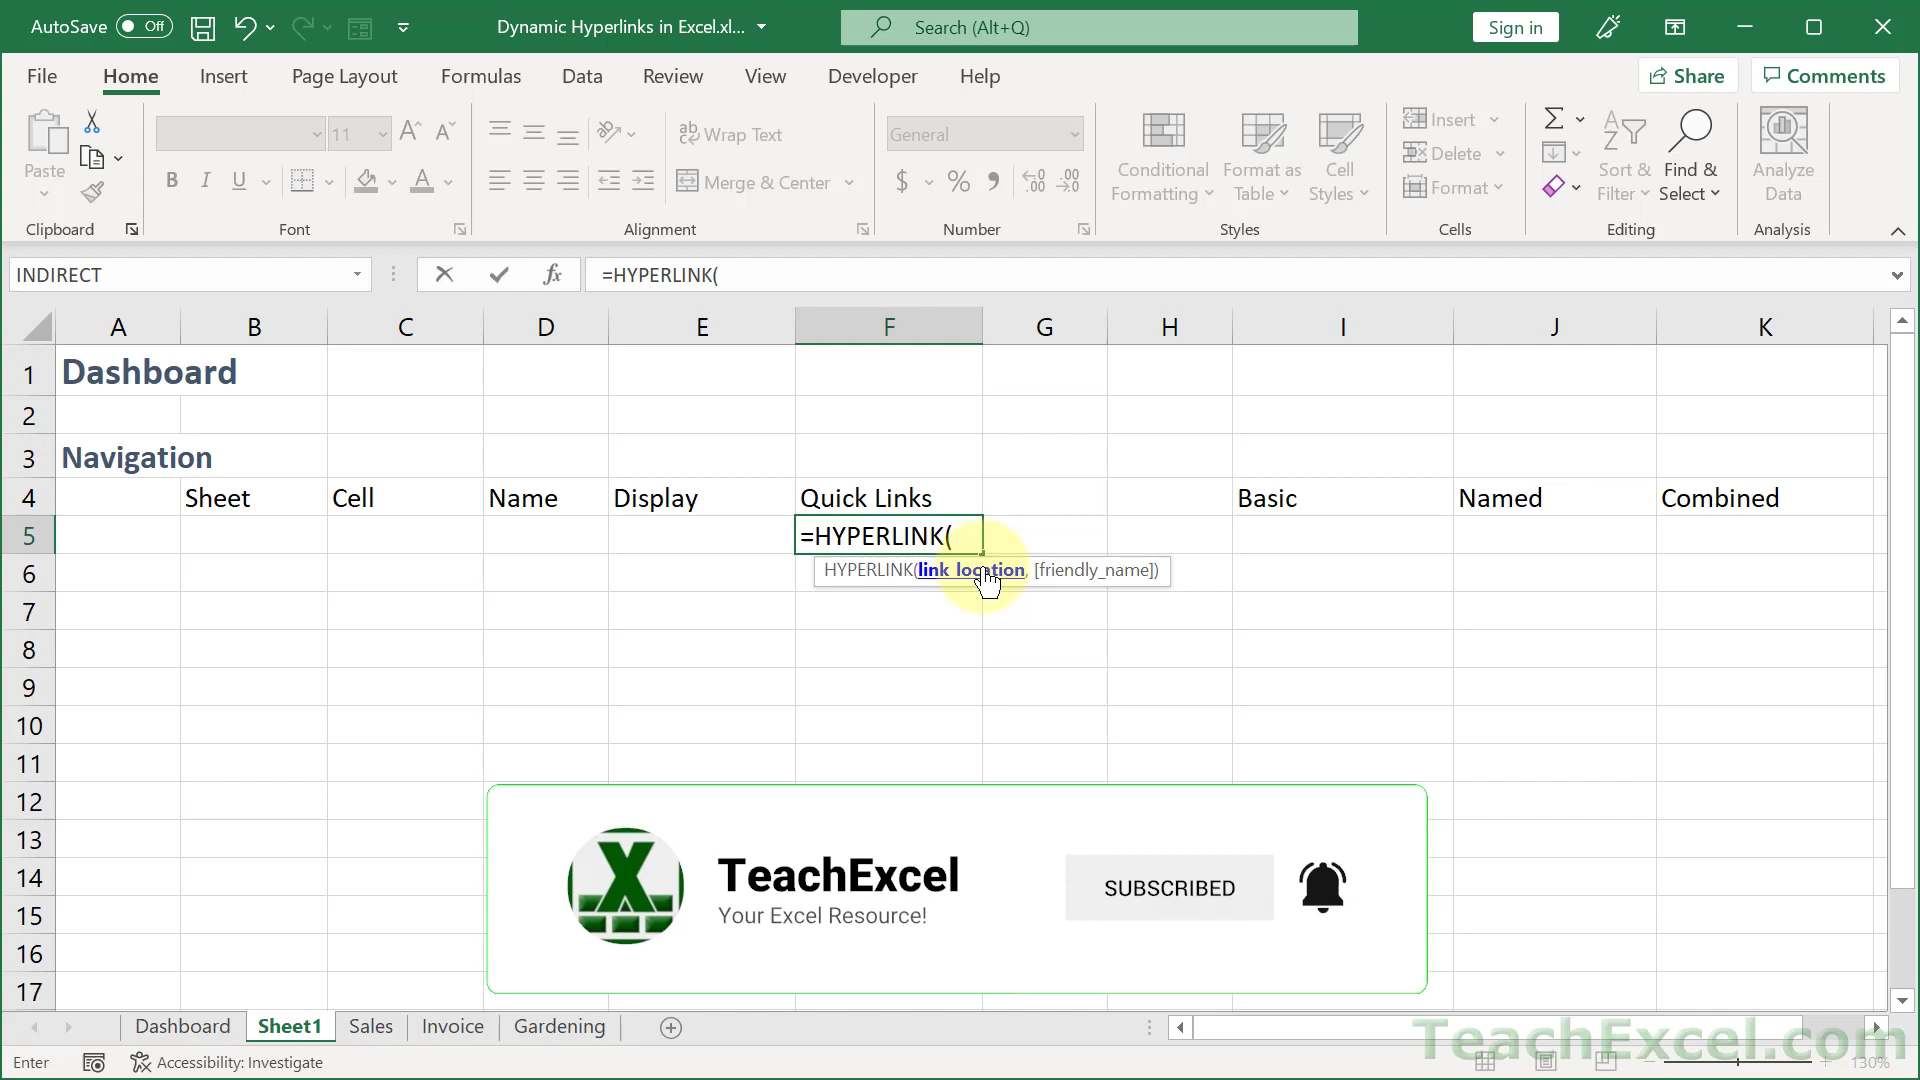 AutoSave Off Dynamic Hyperlinks in Excel.xl... Search (Alt+Q) Sign in
File Home Insert Page Layout Formulas Data Review View Developer Help Share Comments
Paste 11 A A ab Wrap Text General Conditional Formatting Format as Table Cell Styles Insert Delete Format Sort & Filter Find & Select Analyze Data
B I U A Merge & Center $ %
Clipboard Font Alignment Number Styles Cells Editing Analysis
INDIRECT fx =HYPERLINK(
A B C D E F G H I J K
1 Dashboard
2
3 Navigation
4 Sheet Cell Name Display Quick Links Basic Named Combined
5 =HYPERLINK(
HYPERLINK(link_location, [friendly_name])
6
7
8
9
10
11
12
13
14
15
16
17
TeachExcel
Your Excel Resource!
SUBSCRIBED
Dashboard Sheet1 Sales Invoice Gardening
TeachExcel.com
Enter Accessibility: Investigate 130%